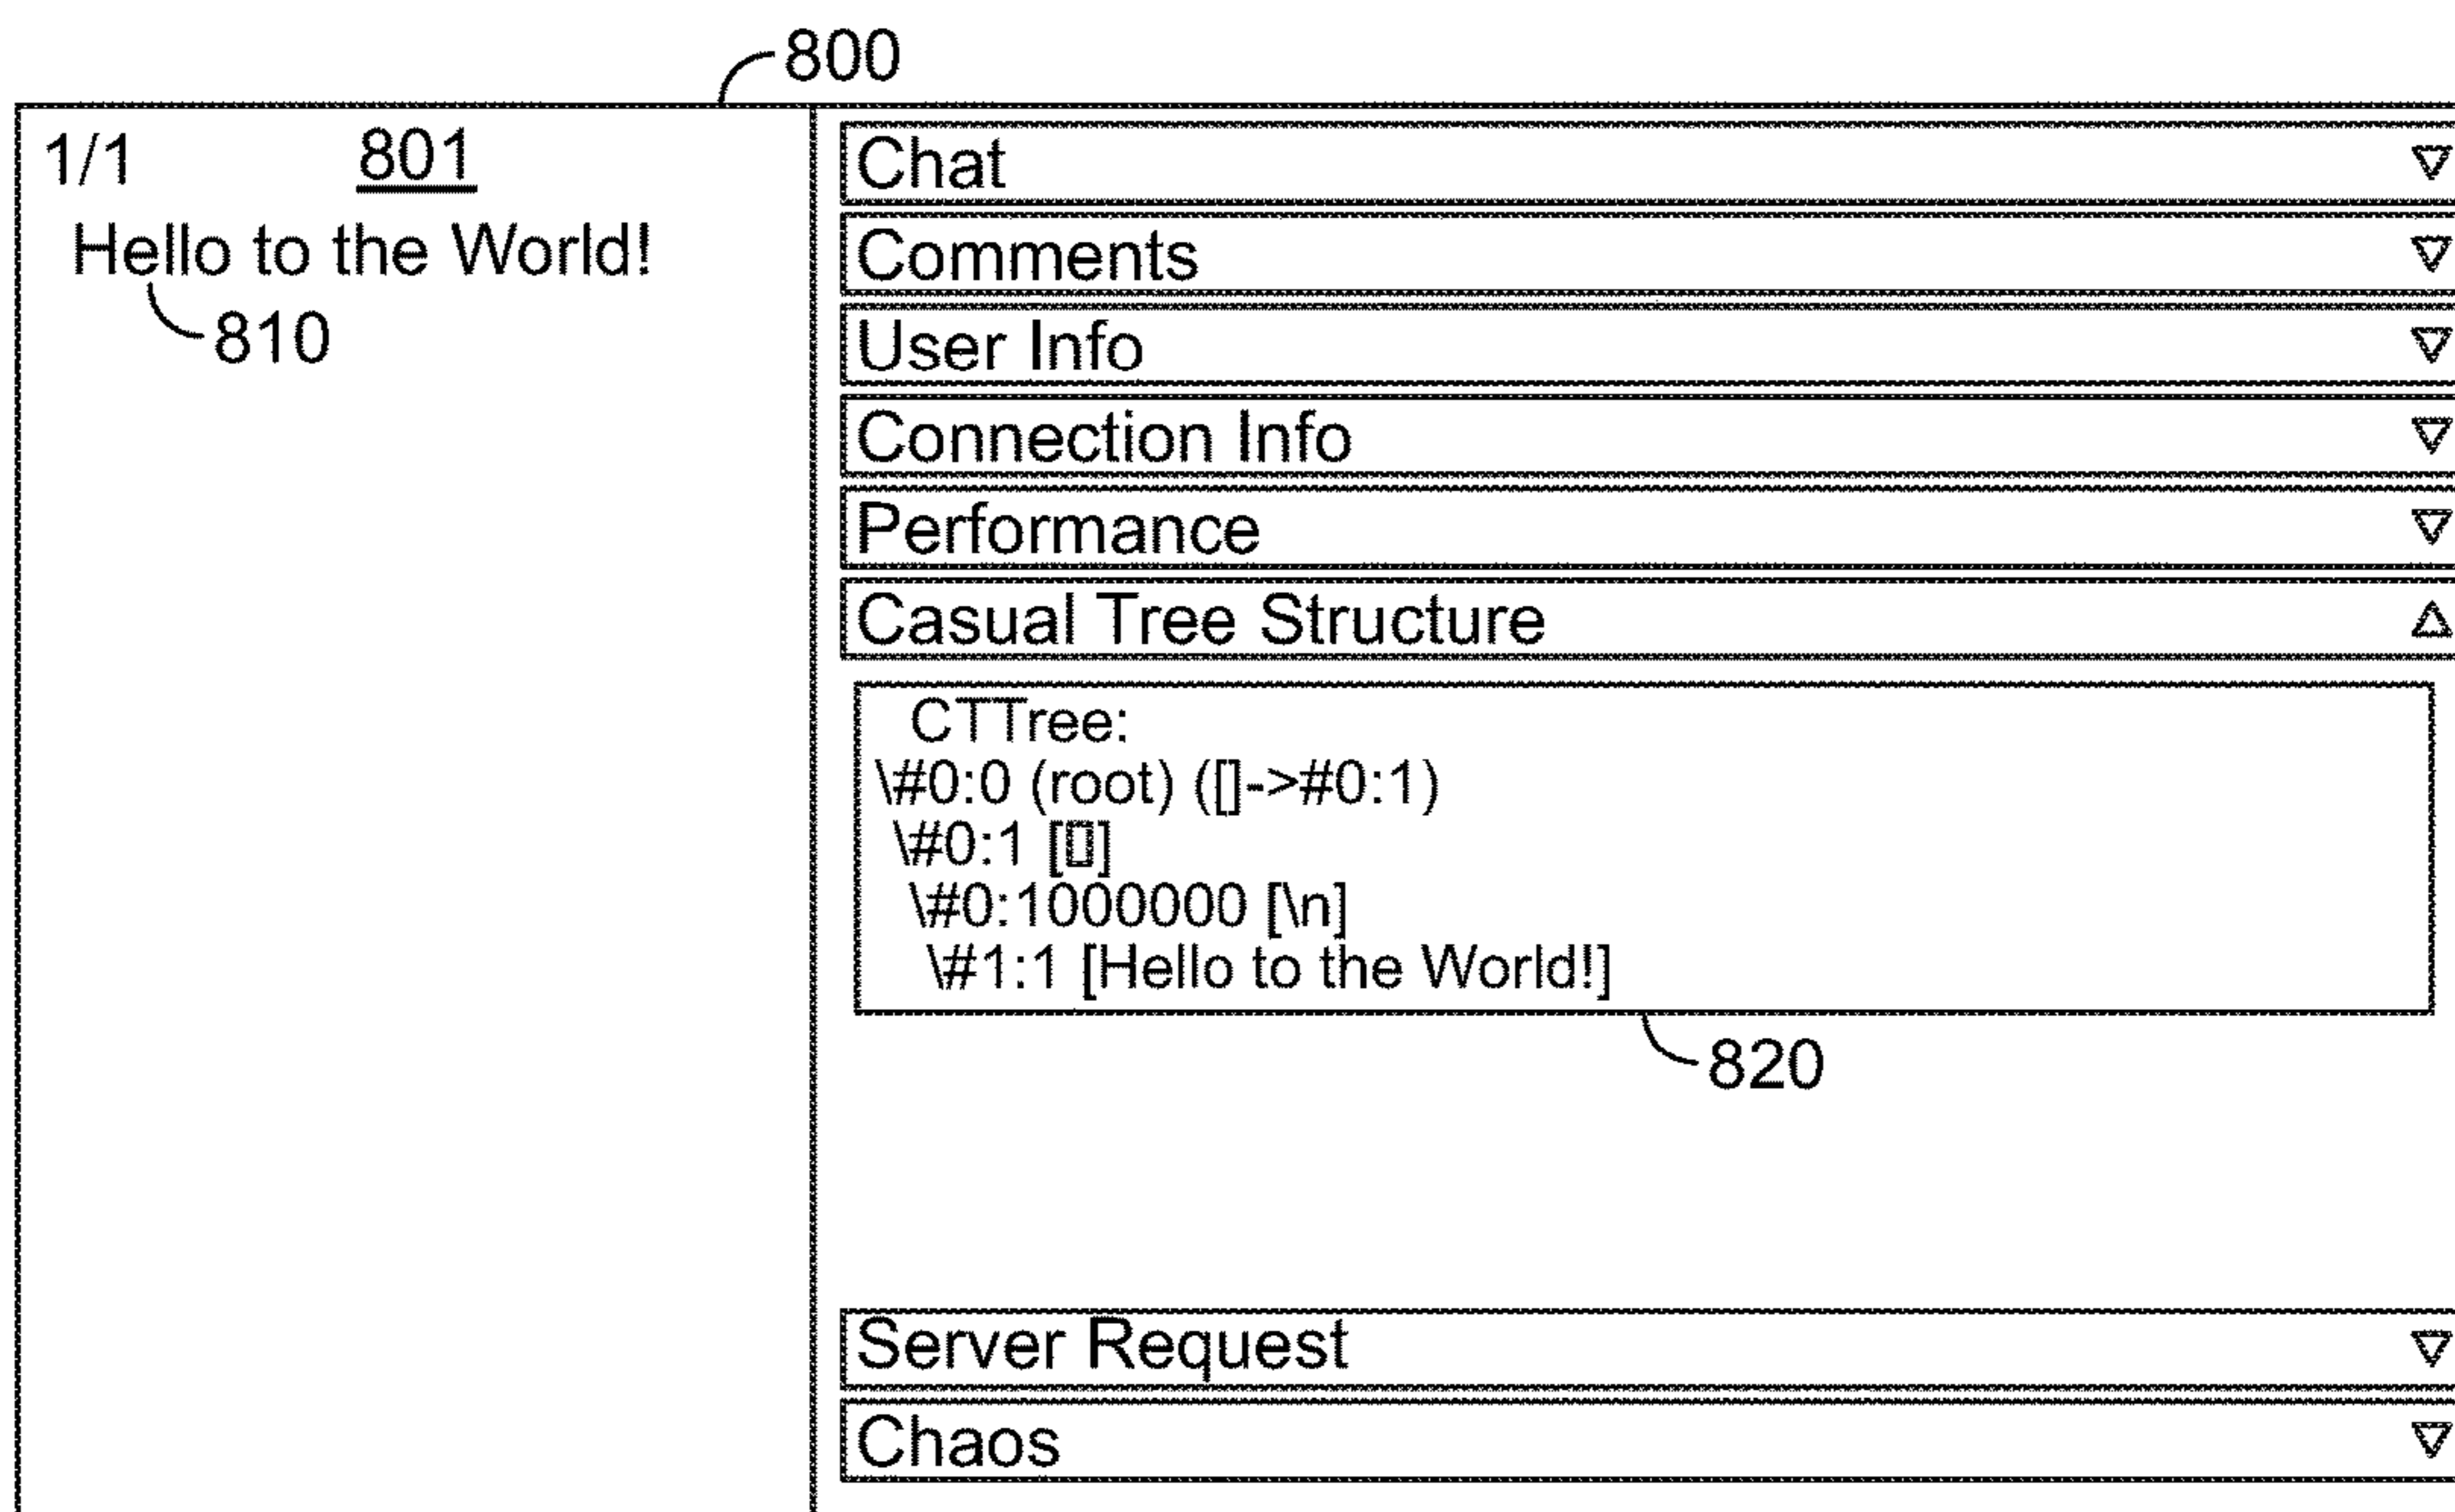 800
1/1 801
Hello to the World!
810
Chat
Comments
User Info
Connection Info
Performance
Casual Tree Structure
CTTree:
\#0:0 (root) ([]->#0:1)
\#0:1 [▯]
\#0:1000000 [\n]
\#1:1 [Hello to the World!]
820
Server Request
Chaos